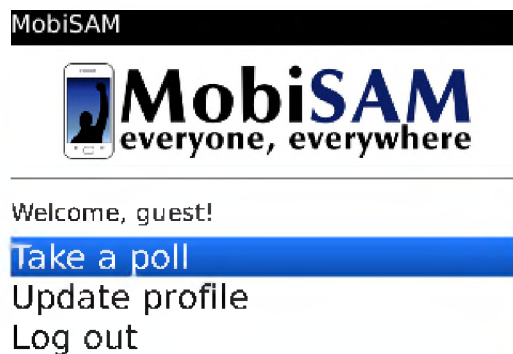 MobiSAM
MobiSAM
everyone, everywhere
Welcome, guest!
Take a poll
Update profile
Log out